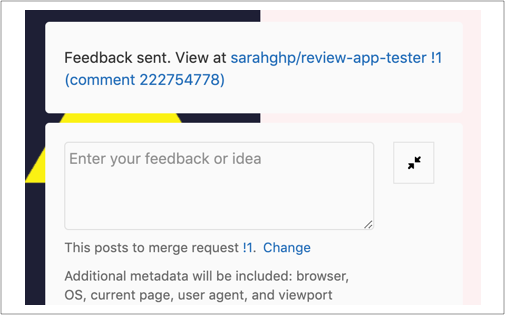 Feedback sent. View at sarahghp/review-app-tester !1
(comment 222754778)
Enter your feedback or idea
This posts to merge request !1. Change
Additional metadata will be included: browser,
OS, current page, user agent, and viewport